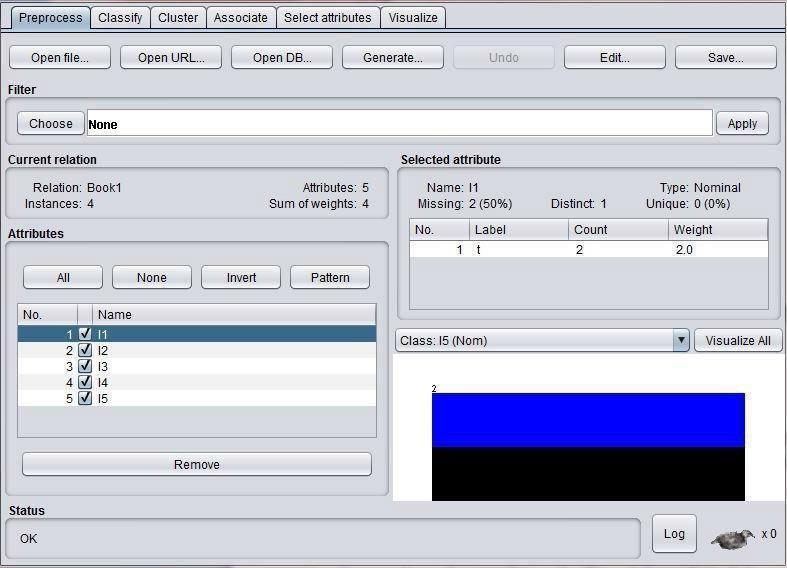 Preprocess Classify Cluster Associate Select attributes Visualize
Open file... Open URL... Open DB... Generate... Undo Edit... Save...
Filter
Choose None Apply
Current relation
Relation: Book1 Attributes: 5
Instances: 4 Sum of weights: 4
Selected attribute
Name: I1 Type: Nominal
Missing: 2 (50%) Distinct: 1 Unique: 0 (0%)
No. Label Count Weight
1 t 2 2.0
Attributes
All None Invert Pattern
No. Name
1 I1
2 I2
3 I3
4 I4
5 I5
Remove
Class: I5 (Nom) Visualize All
2
Status
OK
Log x 0